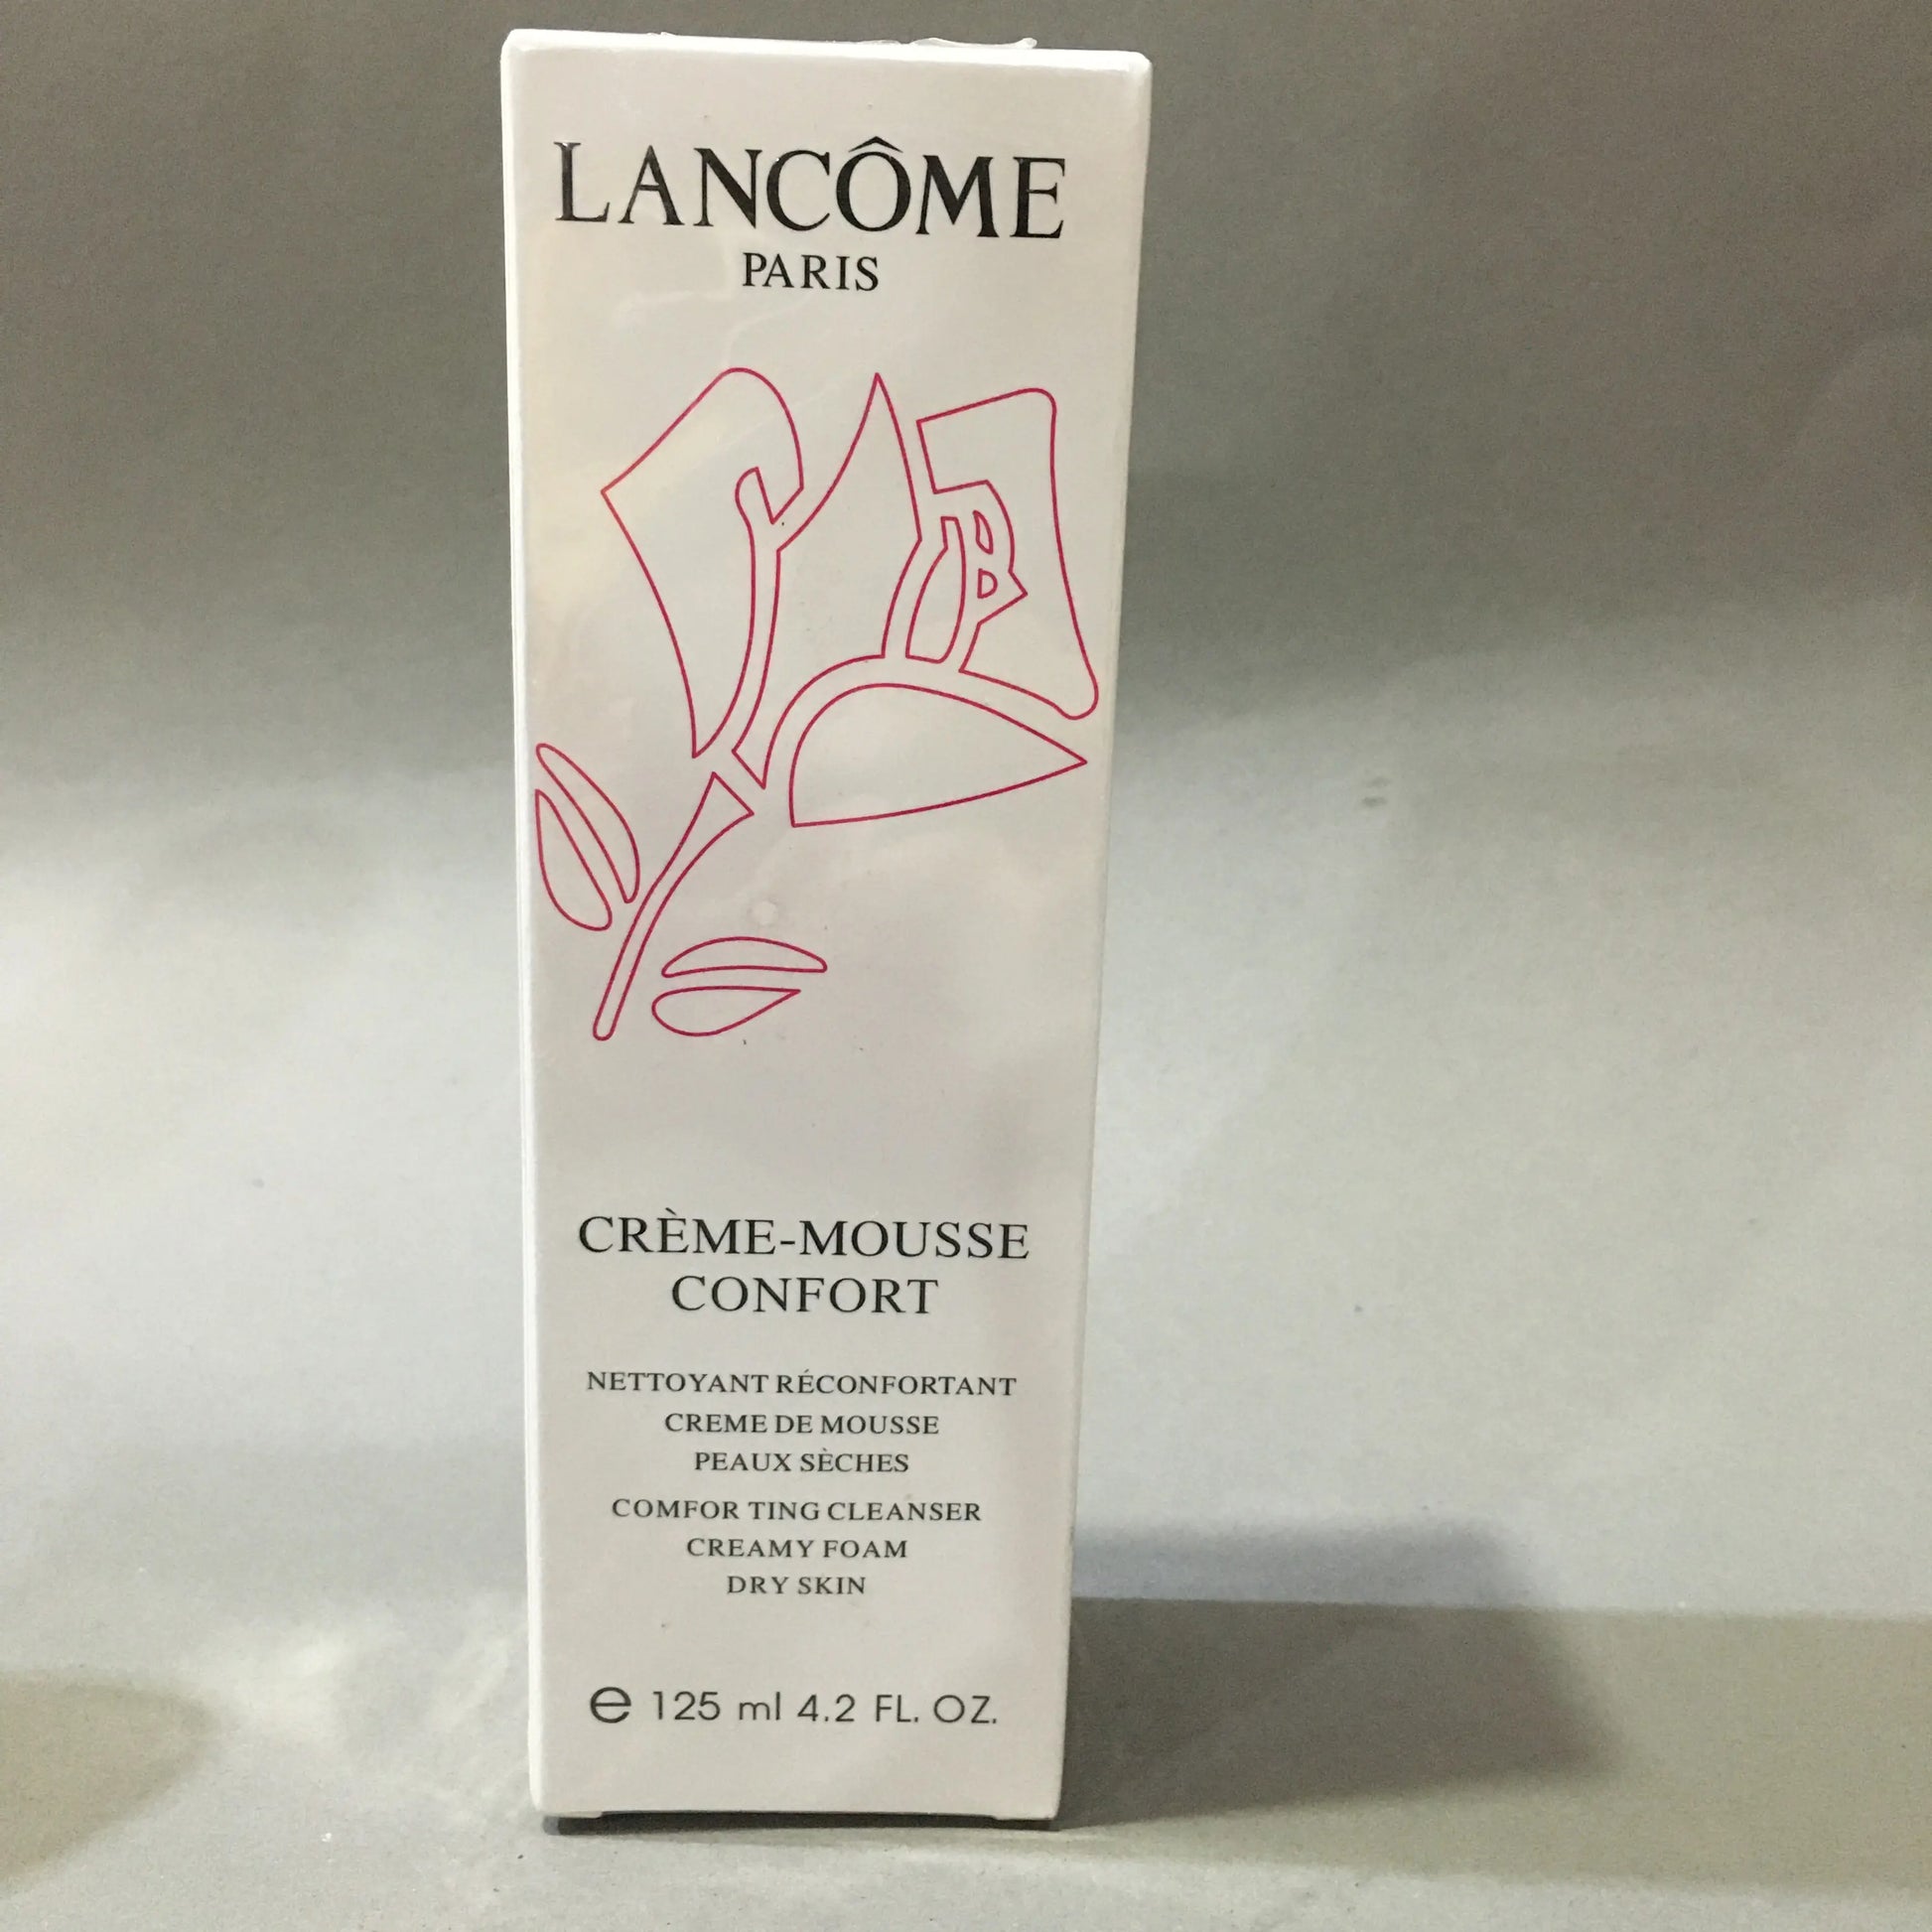 LANCÔME
PARIS
CRÈME-MOUSSE
CONFORT
NETTOYANT RÉCONFORTANT
CREME DE MOUSSE
PEAUX SÈCHES
COMFOR TING CLEANSER
CREAMY FOAM
DRY SKIN
e 125 ml 4.2 FL. OZ.